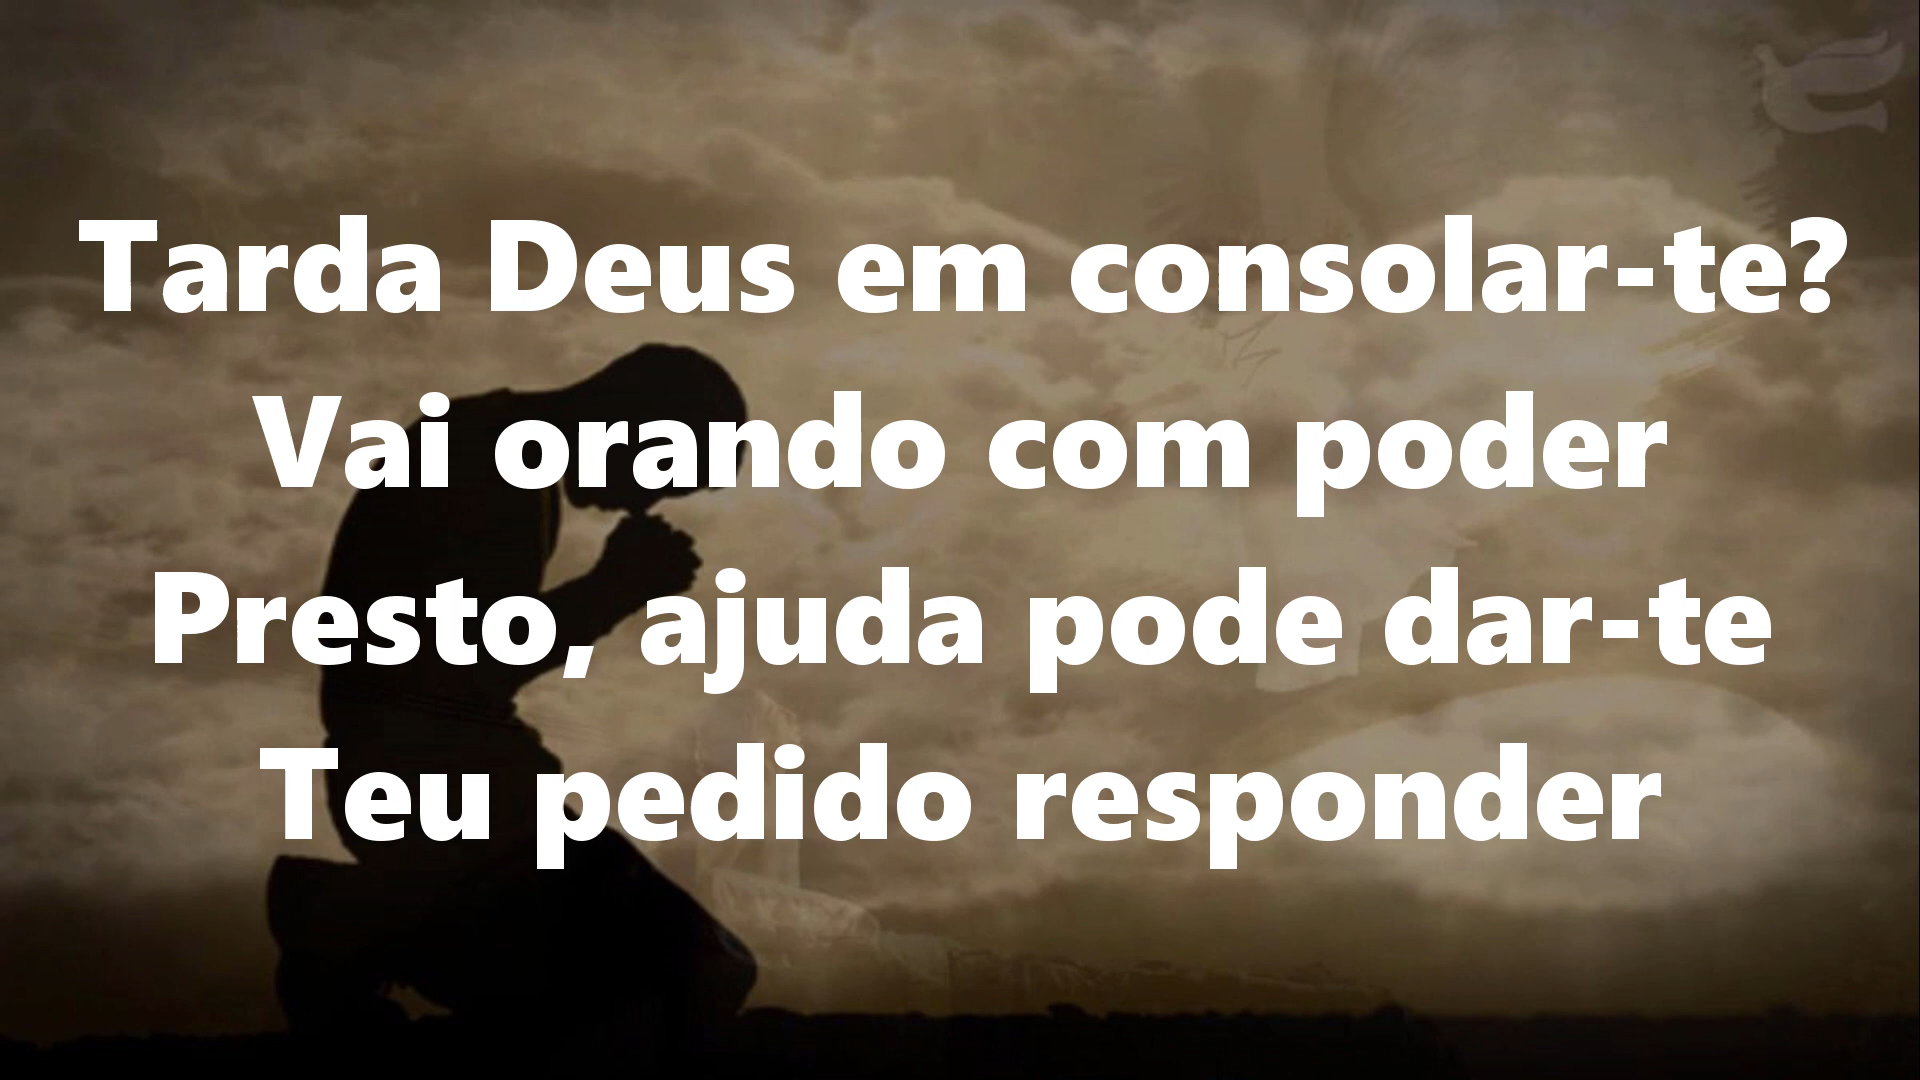 Tarda Deus em consolar-te?
Vai orando com poder
Presto, ajuda pode dar-te
Teu pedido responder